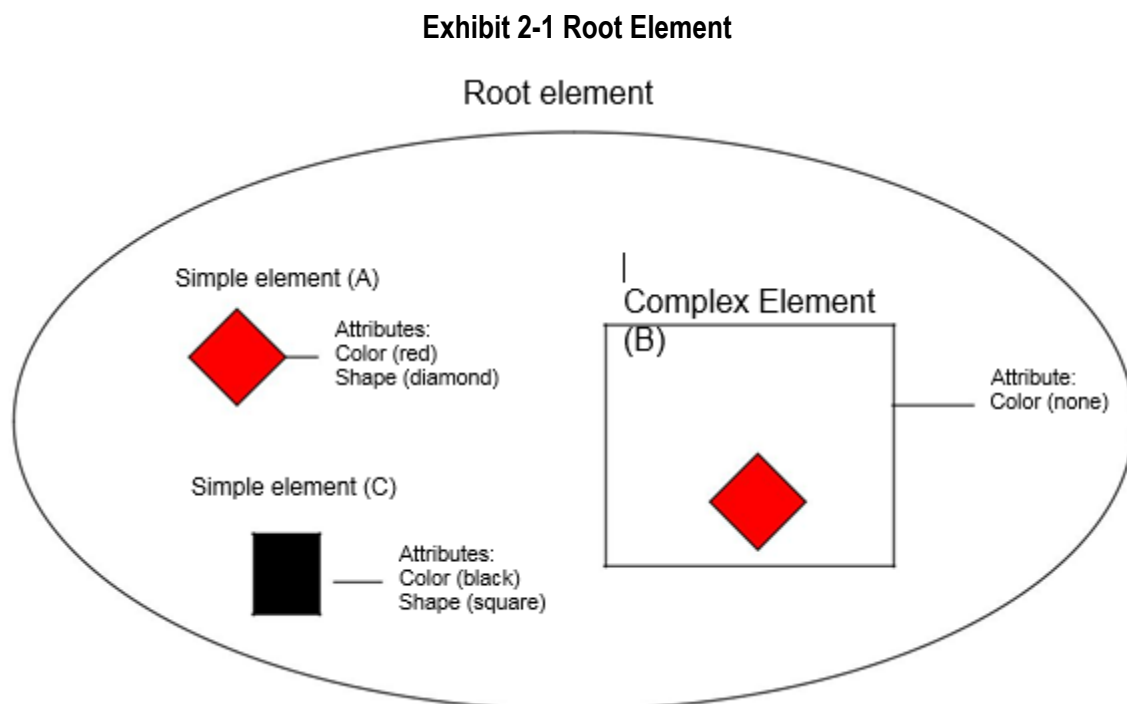 Exhibit 2-1 Root Element
Root element
Simple element (A)
Attributes:
Color (red)
Shape (diamond)
Complex Element
(B)
Attribute:
Color (none)
Simple element (C)
Attributes:
Color (black)
Shape (square)